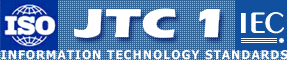 ISO JTC 1 IEC
INFORMATION TECHNOLOGY STANDARDS